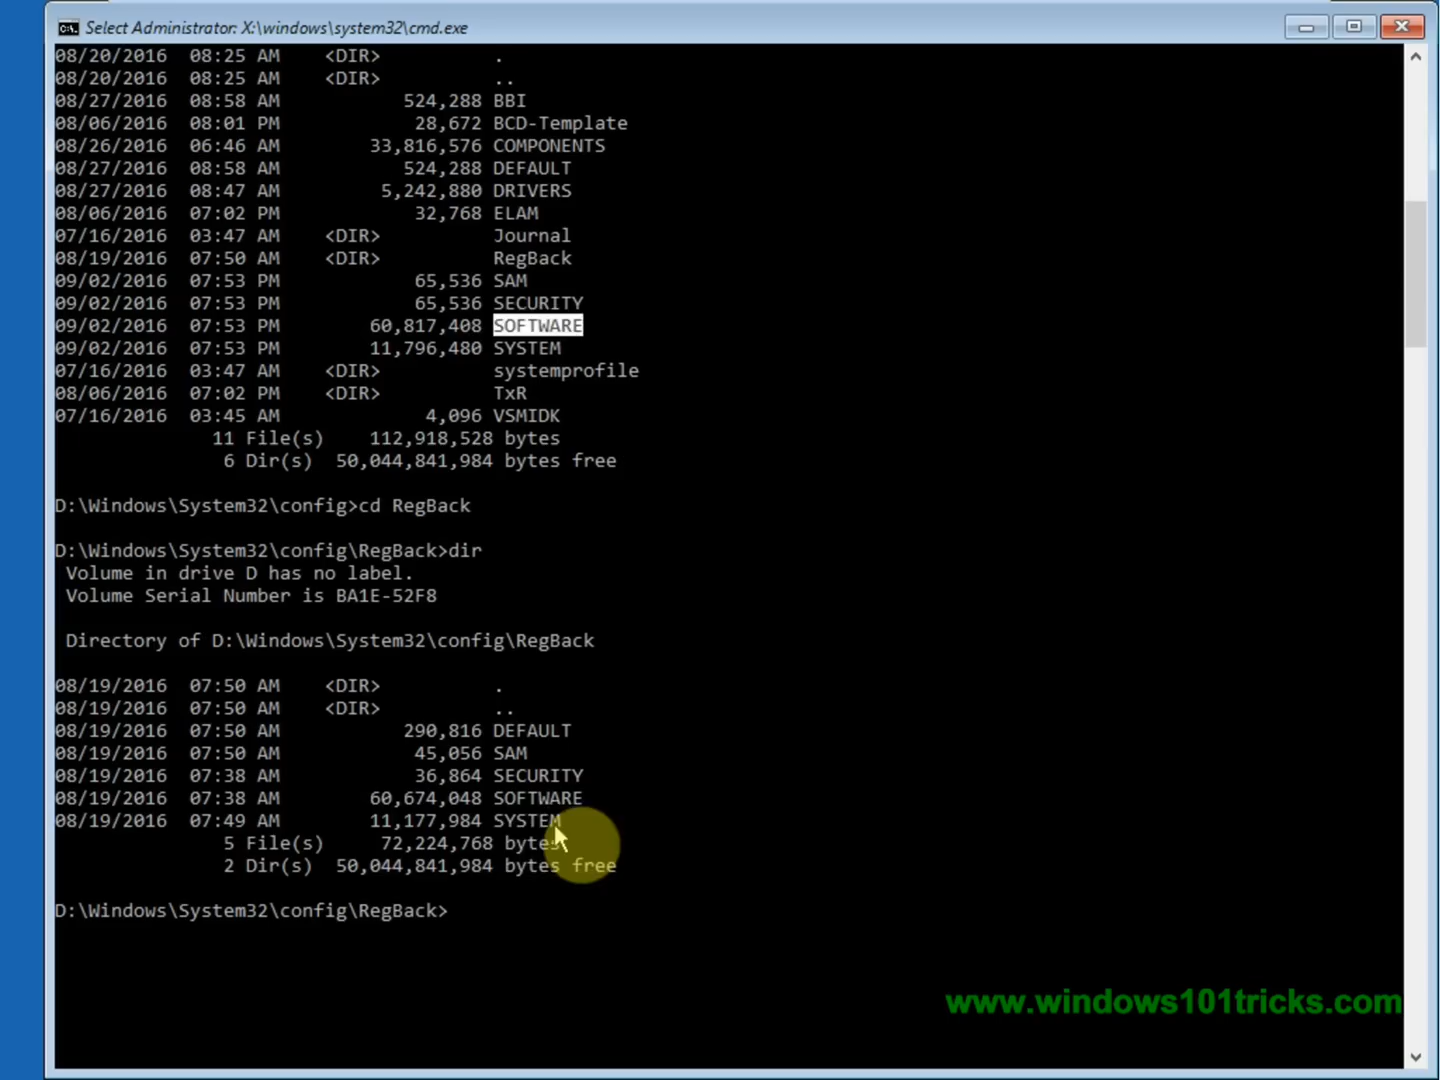 Select Administrator: X:\windows\system32\cmd.exe
08/20/2016 08:25 AM <DIR> .
08/20/2016 08:25 AM <DIR> ..
08/27/2016 08:58 AM 524,288 BBI
08/06/2016 08:01 PM 28,672 BCD-Template
08/26/2016 06:46 AM 33,816,576 COMPONENTS
08/27/2016 08:58 AM 524,288 DEFAULT
08/27/2016 08:47 AM 5,242,880 DRIVERS
08/06/2016 07:02 PM 32,768 ELAM
07/16/2016 03:47 AM <DIR> Journal
08/19/2016 07:50 AM <DIR> RegBack
09/02/2016 07:53 PM 65,536 SAM
09/02/2016 07:53 PM 65,536 SECURITY
09/02/2016 07:53 PM 60,817,408 SOFTWARE
09/02/2016 07:53 PM 11,796,480 SYSTEM
07/16/2016 03:47 AM <DIR> systemprofile
08/06/2016 07:02 PM <DIR> TxR
07/16/2016 03:45 AM 4,096 VSMIDK
11 File(s) 112,918,528 bytes
6 Dir(s) 50,044,841,984 bytes free
D:\Windows\System32\config>cd RegBack
D:\Windows\System32\config\RegBack>dir
Volume in drive D has no label.
Volume Serial Number is BA1E-52F8
Directory of D:\Windows\System32\config\RegBack
08/19/2016 07:50 AM <DIR> .
08/19/2016 07:50 AM <DIR> ..
08/19/2016 07:50 AM 290,816 DEFAULT
08/19/2016 07:50 AM 45,056 SAM
08/19/2016 07:38 AM 36,864 SECURITY
08/19/2016 07:38 AM 60,674,048 SOFTWARE
08/19/2016 07:49 AM 11,177,984 SYSTEM
5 File(s) 72,224,768 bytes
2 Dir(s) 50,044,841,984 bytes free
D:\Windows\System32\config\RegBack>
www.windows101tricks.com